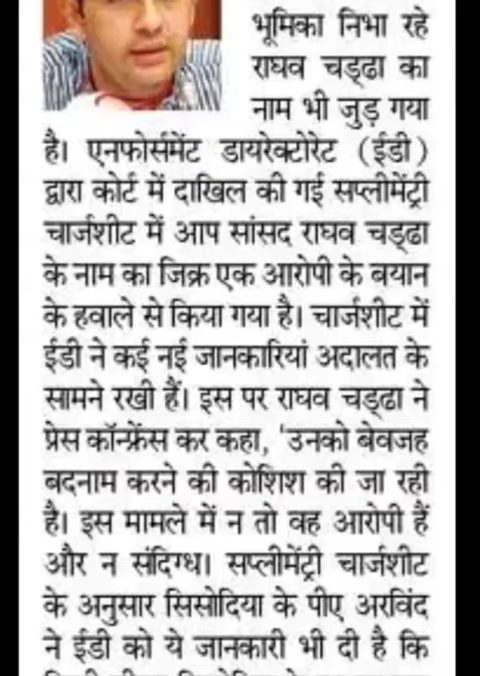 भूमिका निभा रहे
राघव चड्ढा का
नाम भी जुड़ गया
है। एनफोर्समेंट डायरेक्टोरेट (ईडी)
द्वारा कोर्ट में दाखिल की गई सप्लीमेंट्री
चार्जशीट में आप सांसद राघव चड्ढा
के नाम का जिक्र एक आरोपी के बयान
के हवाले से किया गया है। चार्जशीट में
ईडी ने कई नई जानकारियां अदालत के
सामने रखी हैं। इस पर राघव चड्ढा ने
प्रेस कॉन्फ्रेंस कर कहा, 'उनको बेवजह
बदनाम करने की कोशिश की जा रही
है। इस मामले में न तो वह आरोपी हैं
और न संदिग्ध। सप्लीमेंट्री चार्जशीट
के अनुसार सिसोदिया के पीए अरविंद
ने ईडी को ये जानकारी भी दी है कि